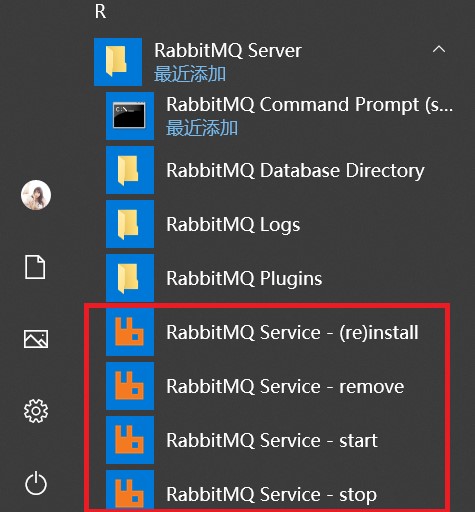 R
RabbitMQ Server
最近添加
RabbitMQ Command Prompt (s...
最近添加
RabbitMQ Database Directory
RabbitMQ Logs
RabbitMQ Plugins
RabbitMQ Service - (re)install
RabbitMQ Service - remove
RabbitMQ Service - start
RabbitMQ Service - stop